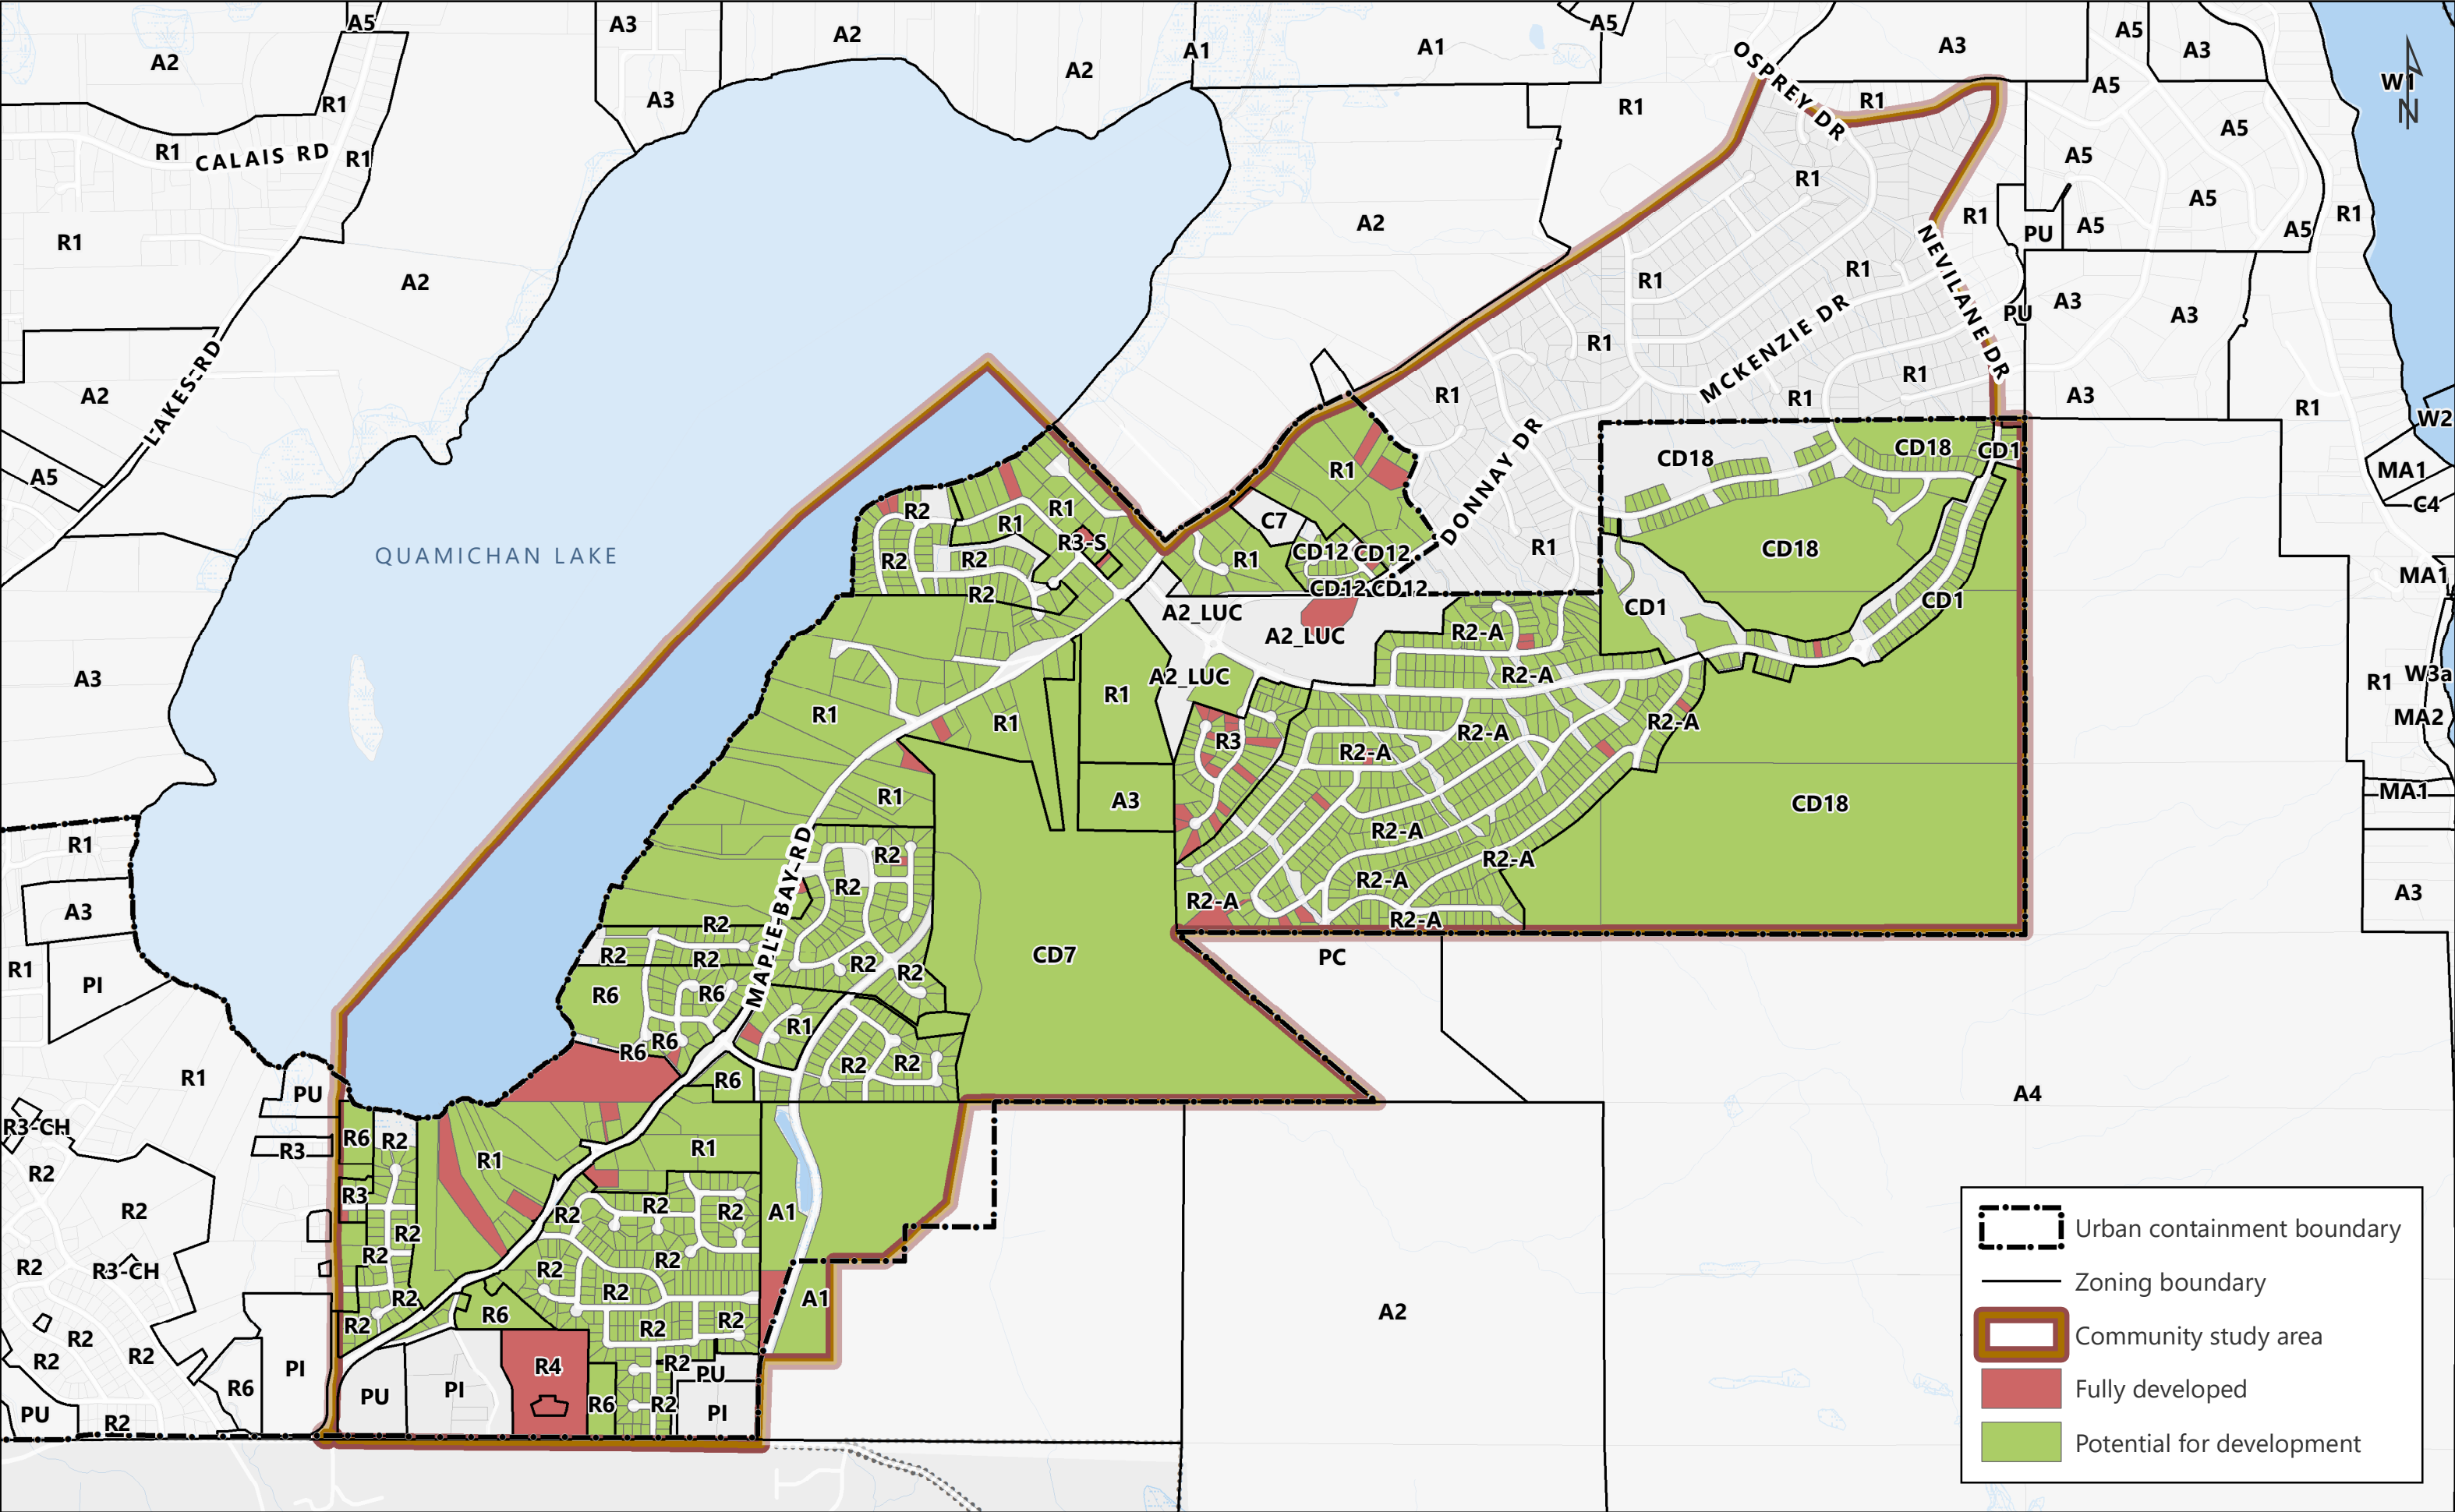 A5
A3
A2
A2
A1
A1
A5
A3
A5
A3
A2
A2
A3
R1
R1
CALAIS RD
R1
R1
A2
LAKES RD
A2
A5
A3
QUAMICHAN LAKE
A2
R1
OSPREY DR
R1
R1
R1
NEVILANE DR
R1
R1
MCKENZIE DR
R1
R1
R1
R1
DONNAY DR
R1
PU
PU
A5
A5
A5
A5
A5
A5
R1
A3
A3
A3
R1
W1
N
W2
MA1
C4
MA1
W3a
R1
MA2
MA1
A3
R1
C7
CD12
CD12
CD12
CD12
R1
A2_LUC
A2_LUC
A2_LUC
CD18
CD18
CD1
CD18
CD1
CD1
CD18
R2
R1
R1
R3-S
R2
R2
R2
R1
R1
R1
A3
R1
R3
R2-A
R2-A
R2-A
R2-A
R2-A
R2-A
R2-A
R2-A
R2-A
R2-A
MAPLE BAY RD
R2
R2
R2
R2
R2
R2
R2
R6
R6
R6
R6
R1
R2
R2
R6
CD7
PC
A4
R1
A3
R1
PI
R1
PU
R3
R3-CH
R2
R2
R2
R3-CH
R2
R2
R2
R6
PI
PU
R2
R6
R2
R3
R2
R2
R2
R2
R1
R1
R2
R2
R2
R2
R2
R2
R2
R2
R6
R4
R6
R2
R2
PU
PI
PU
PI
A1
A1
A2
Urban containment boundary
Zoning boundary
Community study area
Fully developed
Potential for development